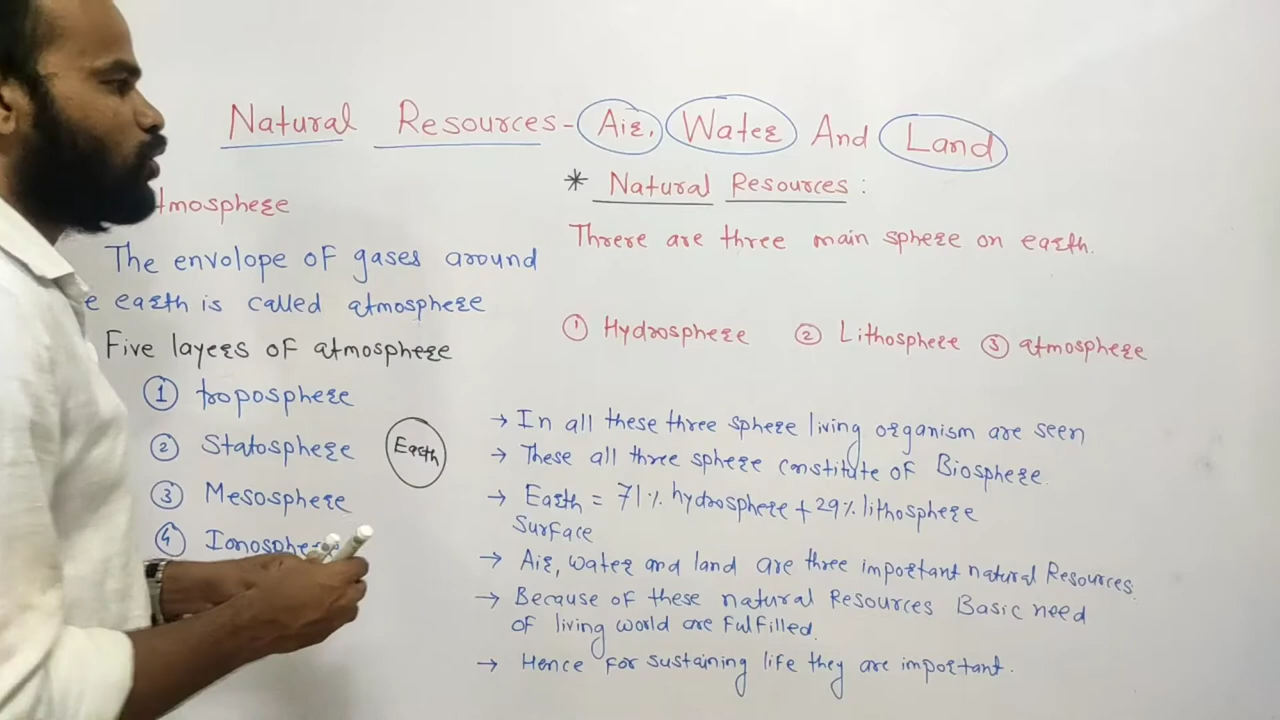 Natural Resources - Air, Water And Land
tmosphere
The envolope of gases around
e earth is called atmosphere
Five layers of atmosphere
① troposphere
② Statosphere
③ Mesosphere
④ Ionosphe
Earth
* Natural Resources :
Threre are three main sphere on earth.
① Hydrosphere ② Lithosphere ③ atmosphere
→ In all these three sphere living organism are seen
→ These all three sphere constitute of Biosphere.
→ Earth = 71% hydrosphere + 29% lithosphere
surface
→ Air, water and land are three important natural Resources.
→ Because of these natural Resources Basic need
of living world are fulfilled.
→ Hence for sustaining life they are important.